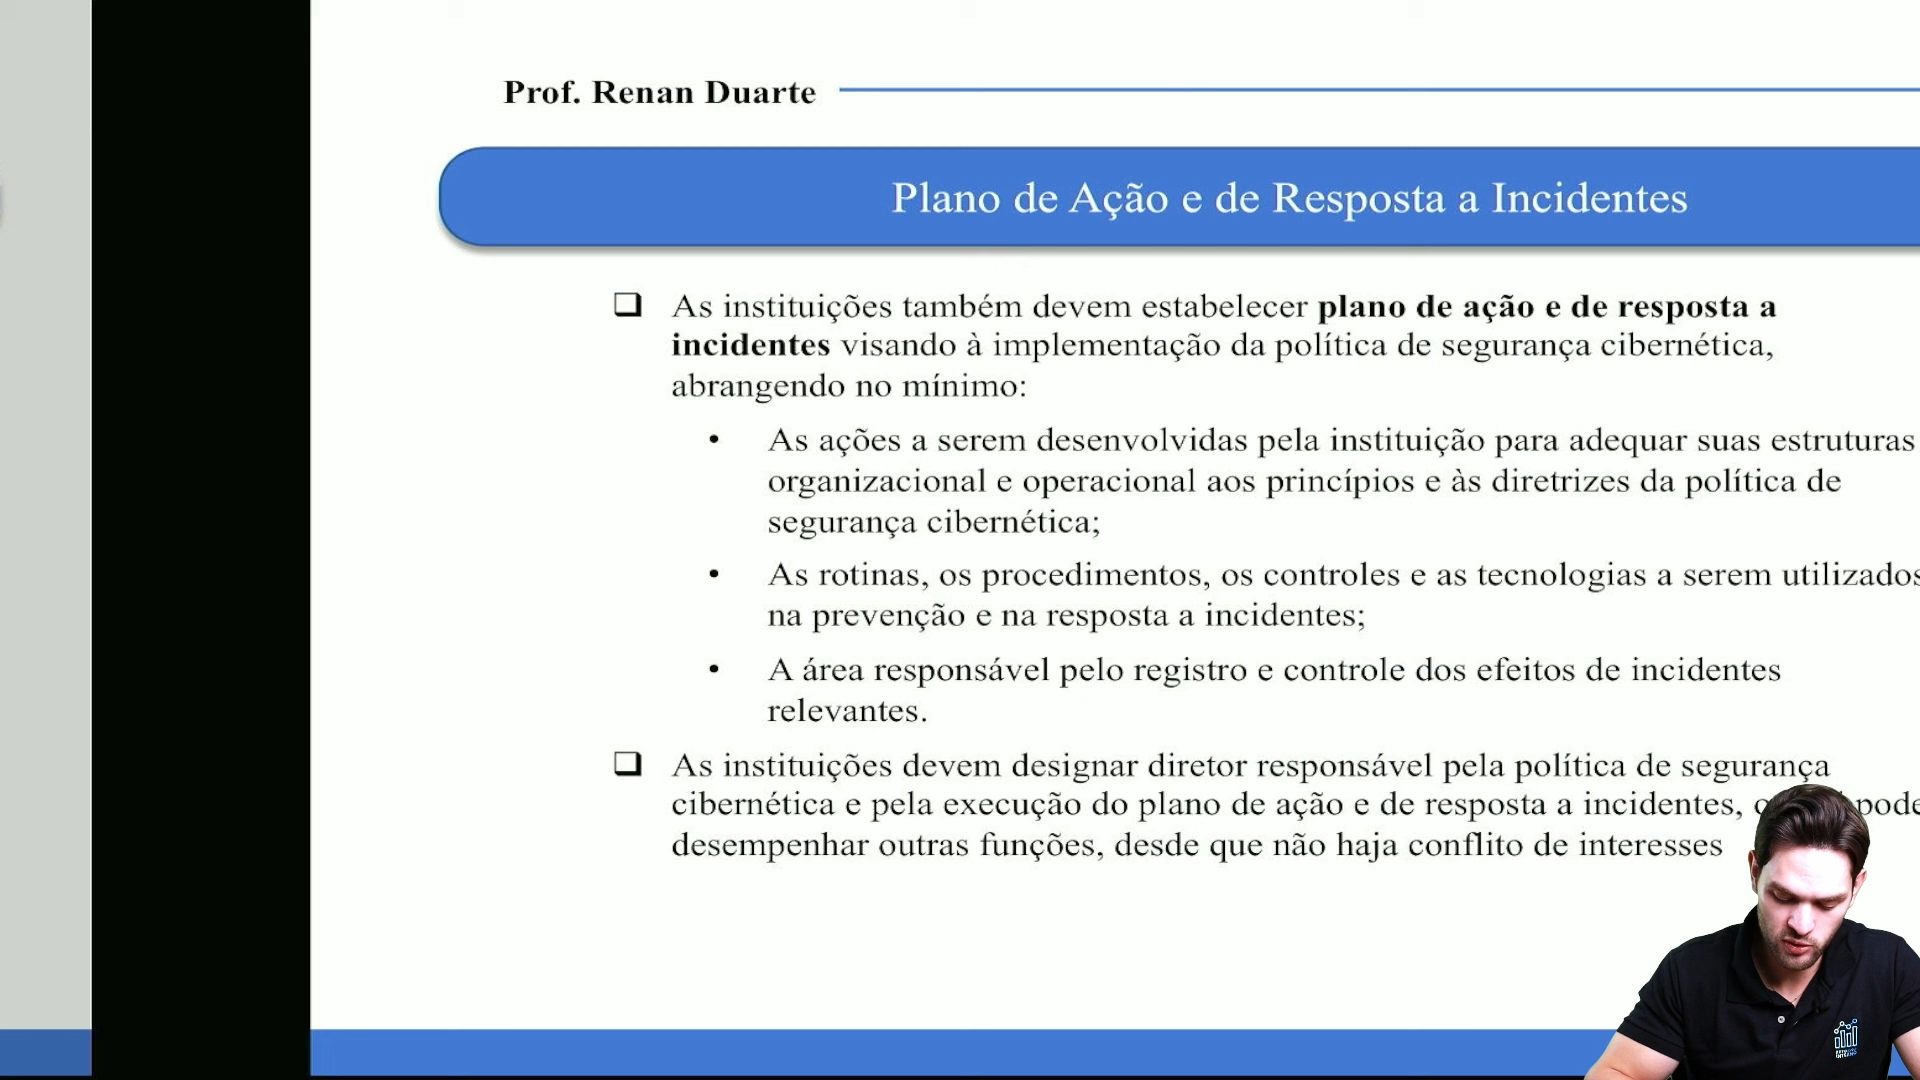 Prof. Renan Duarte
Plano de Ação e de Resposta a Incidentes
❑ As instituições também devem estabelecer plano de ação e de resposta a
incidentes visando à implementação da política de segurança cibernética,
abrangendo no mínimo:
• As ações a serem desenvolvidas pela instituição para adequar suas estruturas
organizacional e operacional aos princípios e às diretrizes da política de
segurança cibernética;
• As rotinas, os procedimentos, os controles e as tecnologias a serem utilizados
na prevenção e na resposta a incidentes;
• A área responsável pelo registro e controle dos efeitos de incidentes
relevantes.
❑ As instituições devem designar diretor responsável pela política de segurança
cibernética e pela execução do plano de ação e de resposta a incidentes, pode
desempenhar outras funções, desde que não haja conflito de interesses